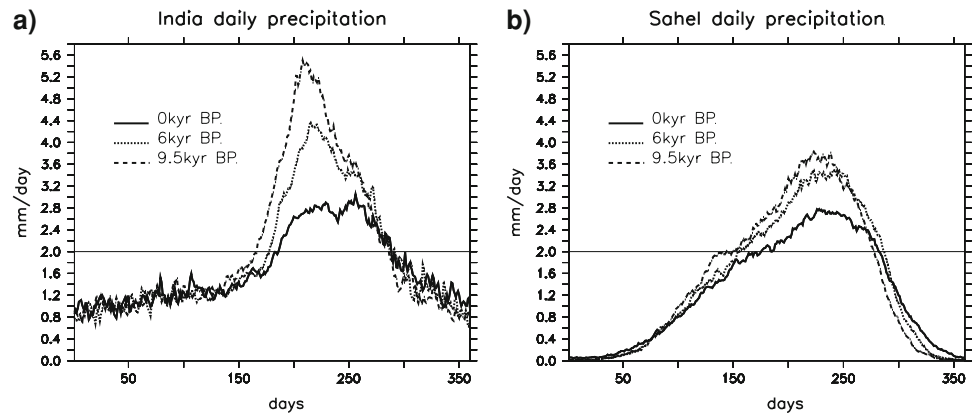 a) India daily precipitation
5.6
5.2
4.8
4.4
4.0
3.6
3.2
2.8
2.4
2.0
1.6
1.2
0.8
0.4
0.0
mm/day
0kyr BP.
6kyr BP.
9.5kyr BP.
50 150 250 350
days
b) Sahel daily precipitation
5.6
5.2
4.8
4.4
4.0
3.6
3.2
2.8
2.4
2.0
1.6
1.2
0.8
0.4
0.0
mm/day
0kyr BP.
6kyr BP.
9.5kyr BP.
50 150 250 350
days